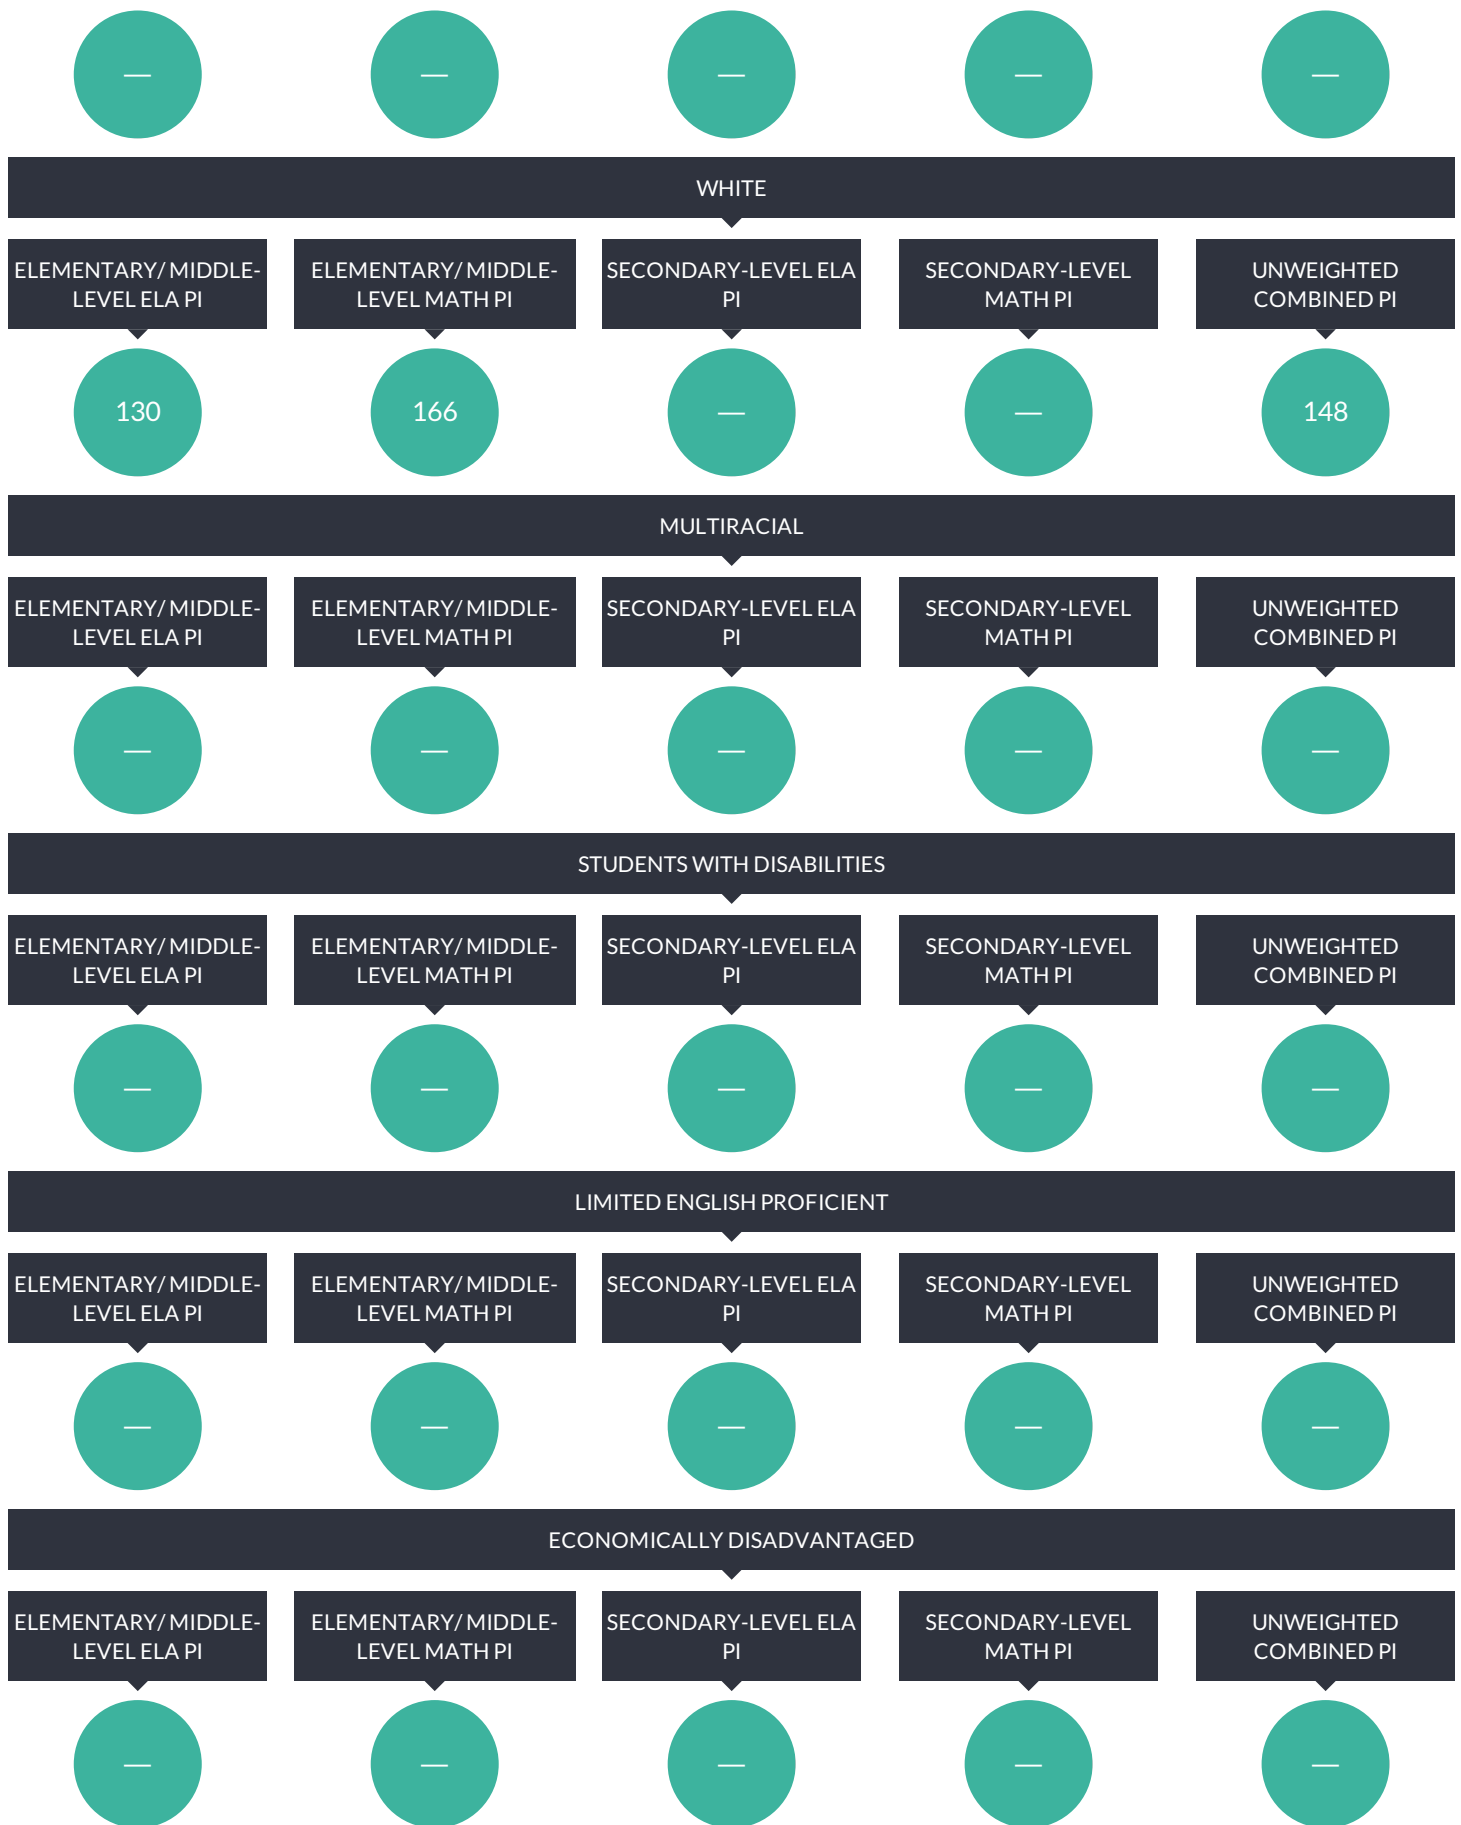 — — — — —
WHITE
ELEMENTARY/ MIDDLE- ELEMENTARY/ MIDDLE- SECONDARY-LEVEL ELA SECONDARY-LEVEL UNWEIGHTED
LEVEL ELA PI LEVEL MATH PI PI MATH PI COMBINED PI
130 166 — — 148
MULTIRACIAL
ELEMENTARY/ MIDDLE- ELEMENTARY/ MIDDLE- SECONDARY-LEVEL ELA SECONDARY-LEVEL UNWEIGHTED
LEVEL ELA PI LEVEL MATH PI PI MATH PI COMBINED PI
— — — — —
STUDENTS WITH DISABILITIES
ELEMENTARY/ MIDDLE- ELEMENTARY/ MIDDLE- SECONDARY-LEVEL ELA SECONDARY-LEVEL UNWEIGHTED
LEVEL ELA PI LEVEL MATH PI PI MATH PI COMBINED PI
— — — — —
LIMITED ENGLISH PROFICIENT
ELEMENTARY/ MIDDLE- ELEMENTARY/ MIDDLE- SECONDARY-LEVEL ELA SECONDARY-LEVEL UNWEIGHTED
LEVEL ELA PI LEVEL MATH PI PI MATH PI COMBINED PI
— — — — —
ECONOMICALLY DISADVANTAGED
ELEMENTARY/ MIDDLE- ELEMENTARY/ MIDDLE- SECONDARY-LEVEL ELA SECONDARY-LEVEL UNWEIGHTED
LEVEL ELA PI LEVEL MATH PI PI MATH PI COMBINED PI
— — — — —